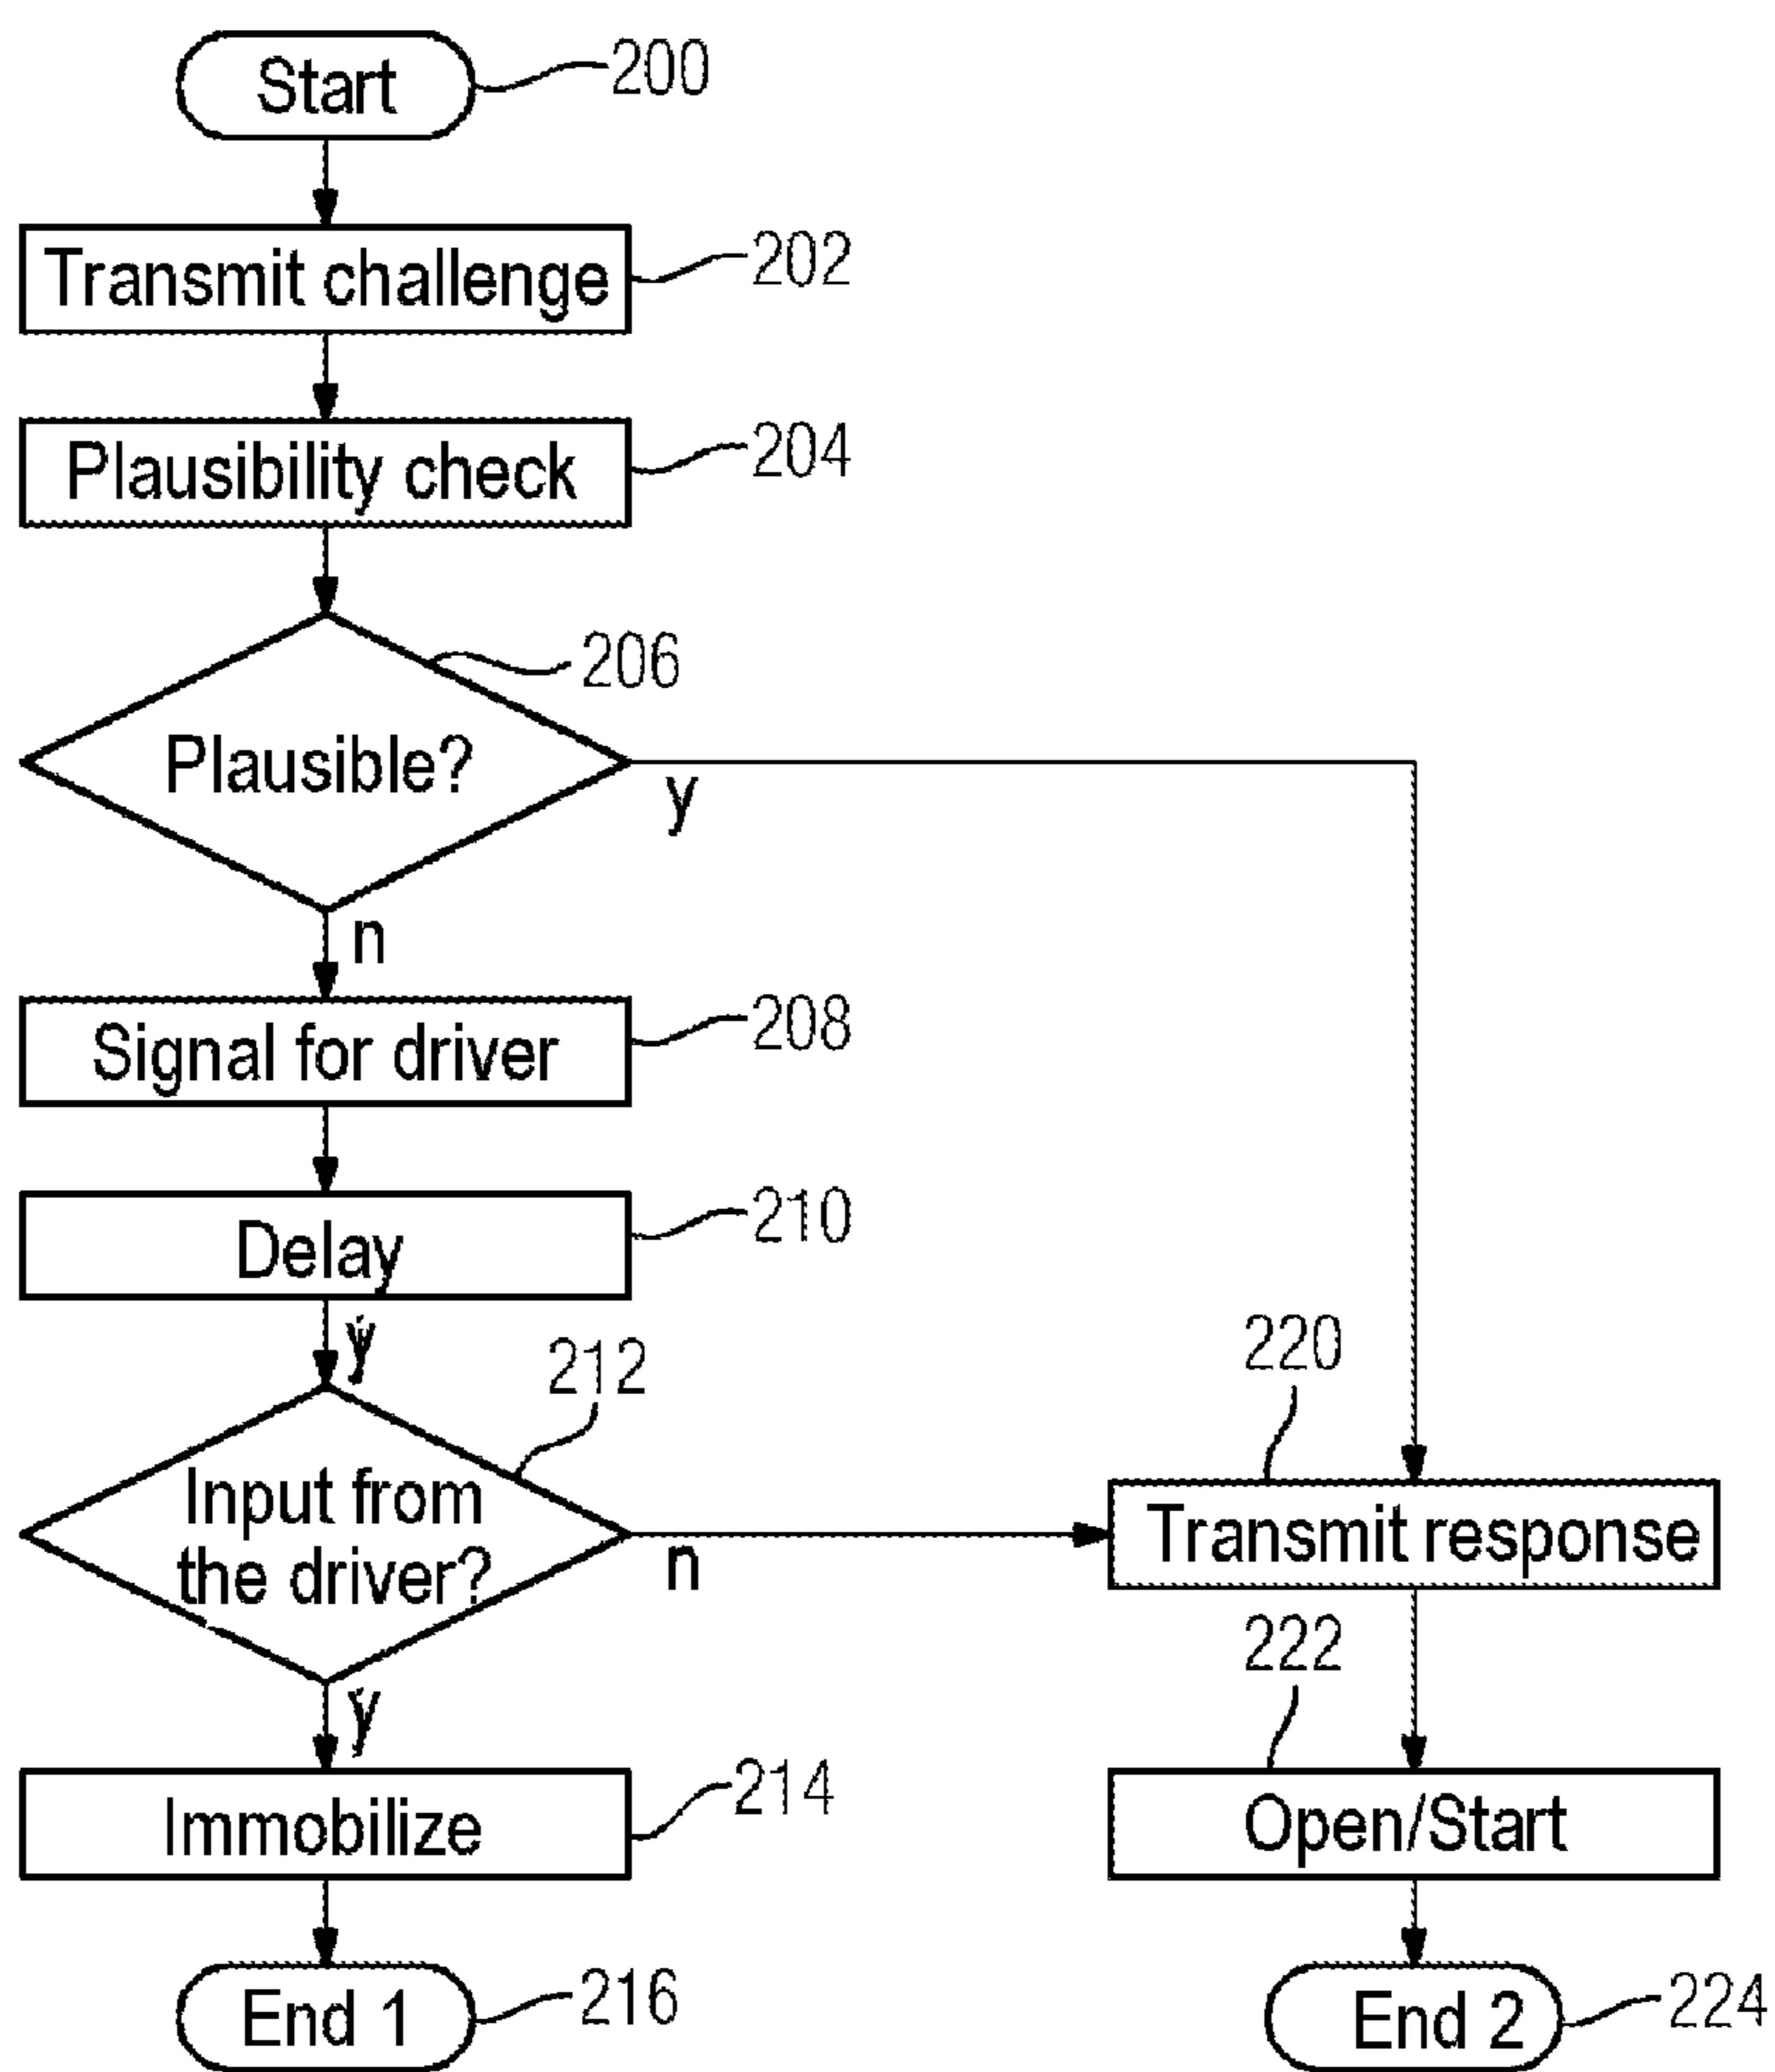 Start
200
Transmit challenge
202
Plausibility check
204
206
Plausible?
y
n
Signal for driver
208
Delay
210
y
212
Input from
the driver?
n
y
220
Transmit response
222
Immobilize
214
Open/Start
End 1
216
End 2
224